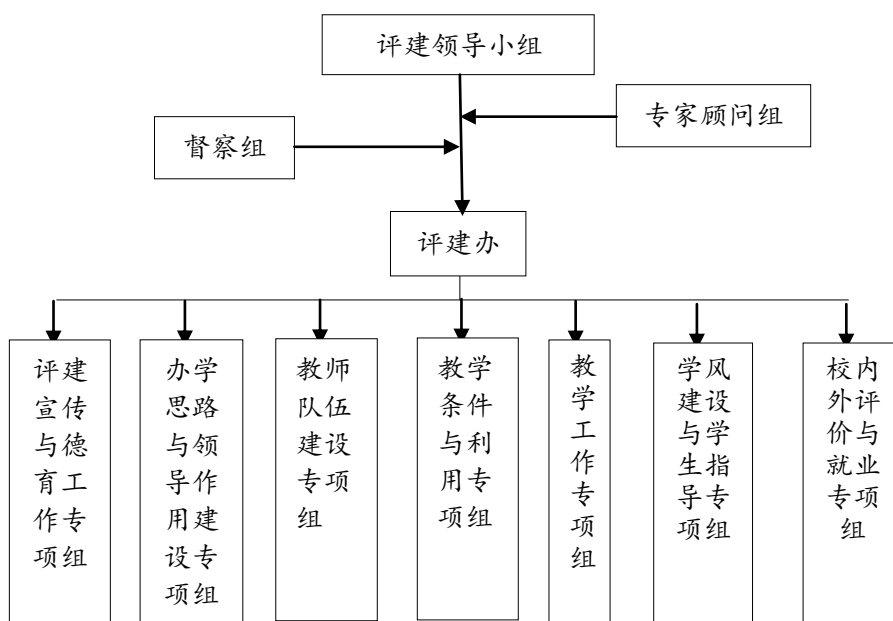 评建领导小组
专家顾问组
督察组
评建办
评建
宣传
与德
育工
作专
项组
办学
思路
与领
导作
用建
设专
项组
教师
队伍
建设
专项
组
教学
条件
与利
用专
项组
教
学
工
作
专
项
组
学风
建设
与学
生指
导专
项组
校内
外评
价与
就业
专项
组